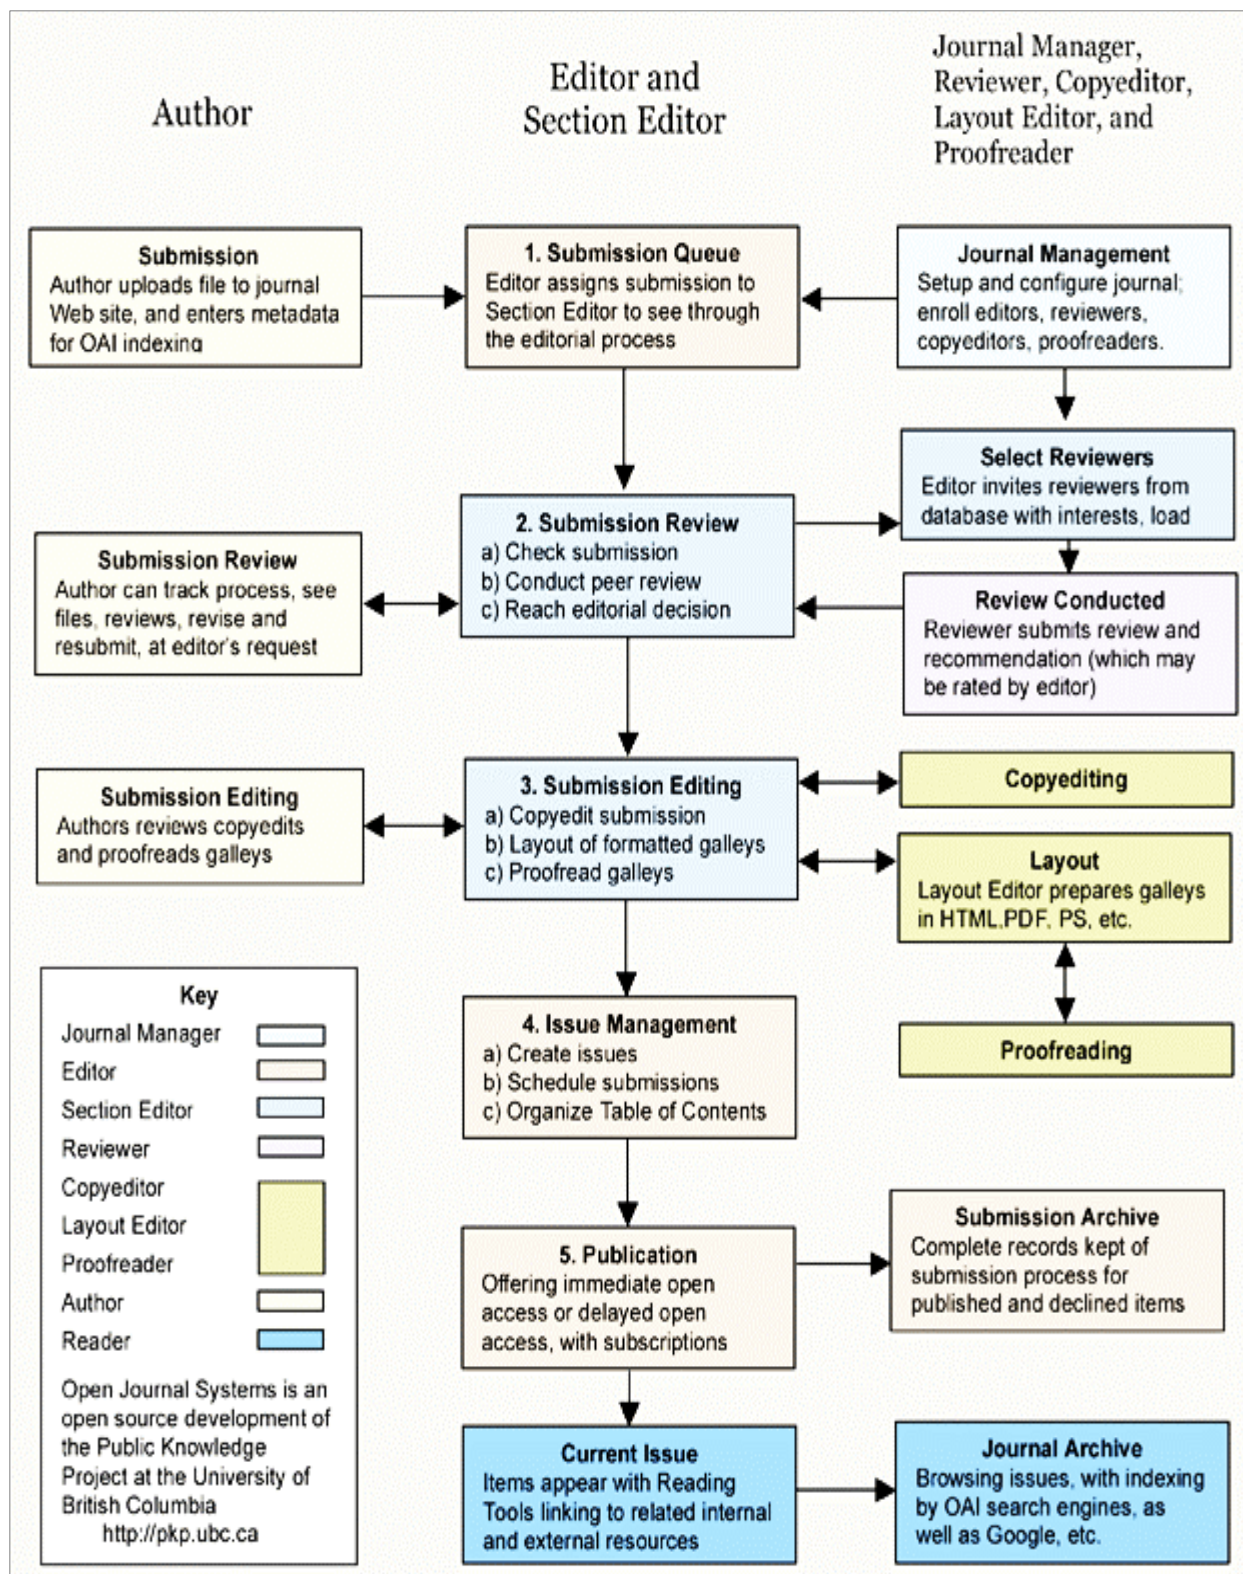 Author
Editor and
Section Editor
Journal Manager,
Reviewer, Copyeditor,
Layout Editor, and
Proofreader
Submission
Author uploads file to journal
Web site, and enters metadata
for OAI indexing
1. Submission Queue
Editor assigns submission to
Section Editor to see through
the editorial process
Journal Management
Setup and configure journal;
enroll editors, reviewers,
copyeditors, proofreaders.
Select Reviewers
Editor invites reviewers from
database with interests, load
Submission Review
Author can track process, see
files, reviews, revise and
resubmit, at editor's request
2. Submission Review
a) Check submission
b) Conduct peer review
c) Reach editorial decision
Review Conducted
Reviewer submits review and
recommendation (which may
be rated by editor)
Submission Editing
Authors reviews copyedits
and proofreads galleys
3. Submission Editing
a) Copyedit submission
b) Layout of formatted galleys
c) Proofread galleys
Copyediting
Layout
Layout Editor prepares galleys
in HTML,PDF, PS, etc.
Proofreading
Key
Journal Manager
Editor
Section Editor
Reviewer
Copyeditor
Layout Editor
Proofreader
Author
Reader
Open Journal Systems is an
open source development of
the Public Knowledge
Project at the University of
British Columbia
http://pkp.ubc.ca
4. Issue Management
a) Create issues
b) Schedule submissions
c) Organize Table of Contents
5. Publication
Offering immediate open
access or delayed open
access, with subscriptions
Submission Archive
Complete records kept of
submission process for
published and declined items
Current Issue
Items appear with Reading
Tools linking to related internal
and external resources
Journal Archive
Browsing issues, with indexing
by OAI search engines, as
well as Google, etc.